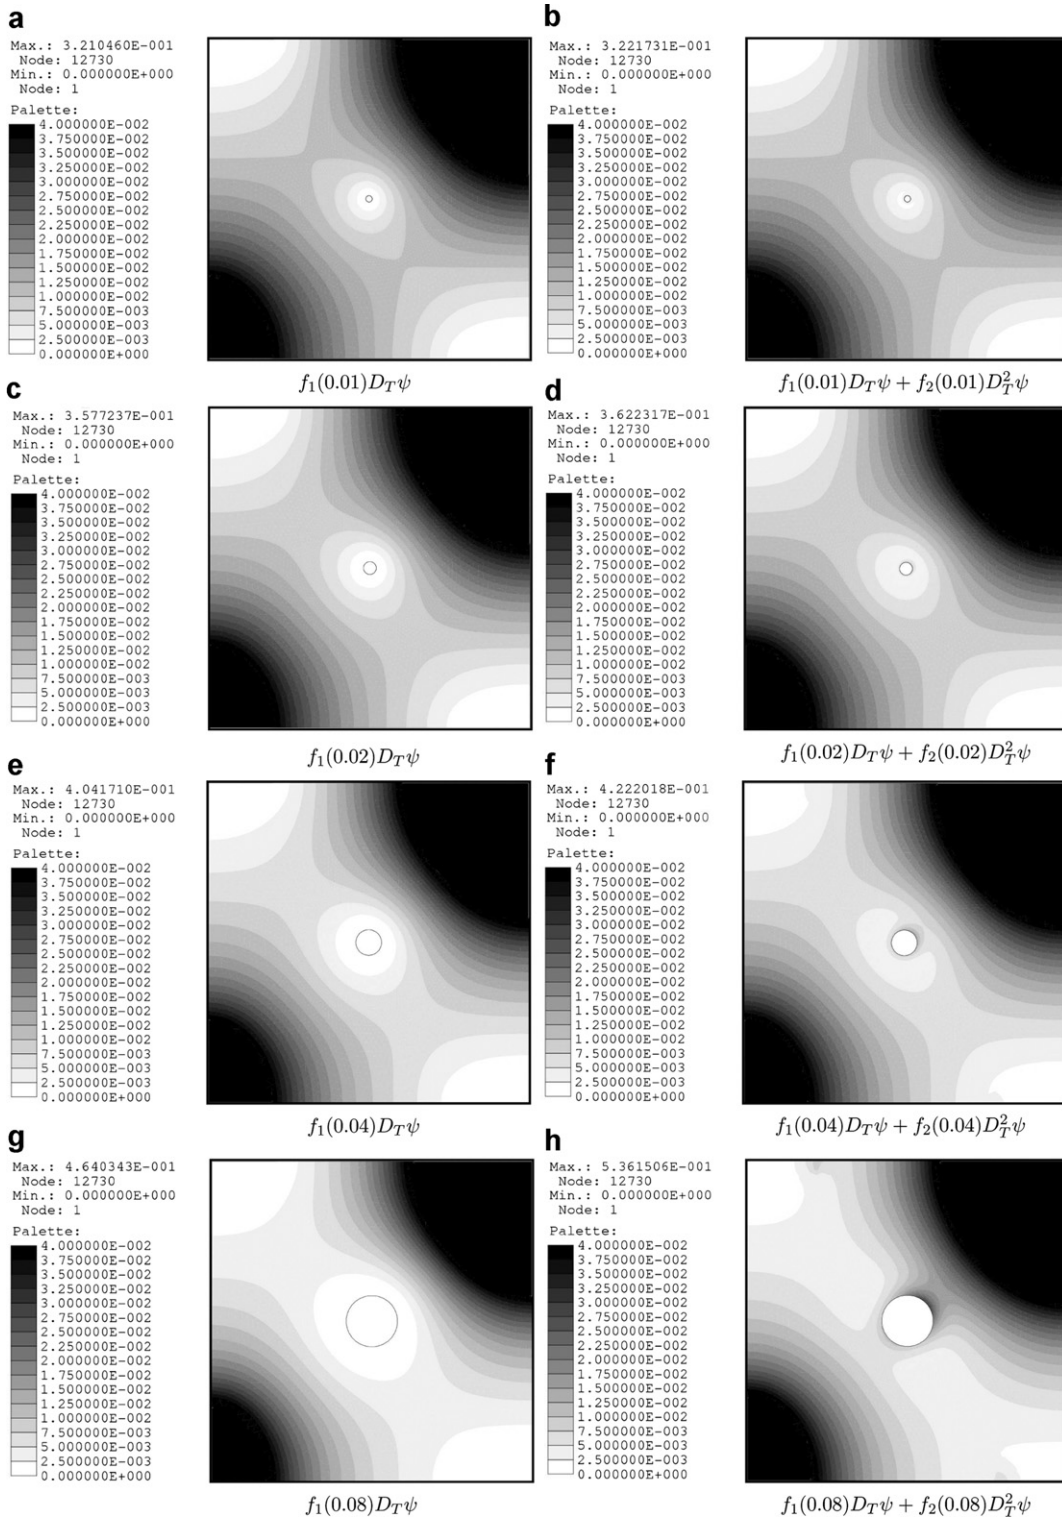 a
Max.: 3.210460E-001
Node: 12730
Min.: 0.000000E+000
Node: 1
Palette:
4.000000E-002
3.750000E-002
3.500000E-002
3.250000E-002
3.000000E-002
2.750000E-002
2.500000E-002
2.250000E-002
2.000000E-002
1.750000E-002
1.500000E-002
1.250000E-002
1.000000E-002
7.500000E-003
5.000000E-003
2.500000E-003
0.000000E+000
f₁(0.01)D_Tψ
b
Max.: 3.221731E-001
Node: 12730
Min.: 0.000000E+000
Node: 1
Palette:
4.000000E-002
3.750000E-002
3.500000E-002
3.250000E-002
3.000000E-002
2.750000E-002
2.500000E-002
2.250000E-002
2.000000E-002
1.750000E-002
1.500000E-002
1.250000E-002
1.000000E-002
7.500000E-003
5.000000E-003
2.500000E-003
0.000000E+000
f₁(0.01)D_Tψ + f₂(0.01)D_T²ψ
c
Max.: 3.577237E-001
Node: 12730
Min.: 0.000000E+000
Node: 1
Palette:
4.000000E-002
3.750000E-002
3.500000E-002
3.250000E-002
3.000000E-002
2.750000E-002
2.500000E-002
2.250000E-002
2.000000E-002
1.750000E-002
1.500000E-002
1.250000E-002
1.000000E-002
7.500000E-003
5.000000E-003
2.500000E-003
0.000000E+000
f₁(0.02)D_Tψ
d
Max.: 3.622317E-001
Node: 12730
Min.: 0.000000E+000
Node: 1
Palette:
4.000000E-002
3.750000E-002
3.500000E-002
3.250000E-002
3.000000E-002
2.750000E-002
2.500000E-002
2.250000E-002
2.000000E-002
1.750000E-002
1.500000E-002
1.250000E-002
1.000000E-002
7.500000E-003
5.000000E-003
2.500000E-003
0.000000E+000
f₁(0.02)D_Tψ + f₂(0.02)D_T²ψ
e
Max.: 4.041710E-001
Node: 12730
Min.: 0.000000E+000
Node: 1
Palette:
4.000000E-002
3.750000E-002
3.500000E-002
3.250000E-002
3.000000E-002
2.750000E-002
2.500000E-002
2.250000E-002
2.000000E-002
1.750000E-002
1.500000E-002
1.250000E-002
1.000000E-002
7.500000E-003
5.000000E-003
2.500000E-003
0.000000E+000
f₁(0.04)D_Tψ
f
Max.: 4.222018E-001
Node: 12730
Min.: 0.000000E+000
Node: 1
Palette:
4.000000E-002
3.750000E-002
3.500000E-002
3.250000E-002
3.000000E-002
2.750000E-002
2.500000E-002
2.250000E-002
2.000000E-002
1.750000E-002
1.500000E-002
1.250000E-002
1.000000E-002
7.500000E-003
5.000000E-003
2.500000E-003
0.000000E+000
f₁(0.04)D_Tψ + f₂(0.04)D_T²ψ
g
Max.: 4.640343E-001
Node: 12730
Min.: 0.000000E+000
Node: 1
Palette:
4.000000E-002
3.750000E-002
3.500000E-002
3.250000E-002
3.000000E-002
2.750000E-002
2.500000E-002
2.250000E-002
2.000000E-002
1.750000E-002
1.500000E-002
1.250000E-002
1.000000E-002
7.500000E-003
5.000000E-003
2.500000E-003
0.000000E+000
f₁(0.08)D_Tψ
h
Max.: 5.361506E-001
Node: 12730
Min.: 0.000000E+000
Node: 1
Palette:
4.000000E-002
3.750000E-002
3.500000E-002
3.250000E-002
3.000000E-002
2.750000E-002
2.500000E-002
2.250000E-002
2.000000E-002
1.750000E-002
1.500000E-002
1.250000E-002
1.000000E-002
7.500000E-003
5.000000E-003
2.500000E-003
0.000000E+000
f₁(0.08)D_Tψ + f₂(0.08)D_T²ψ